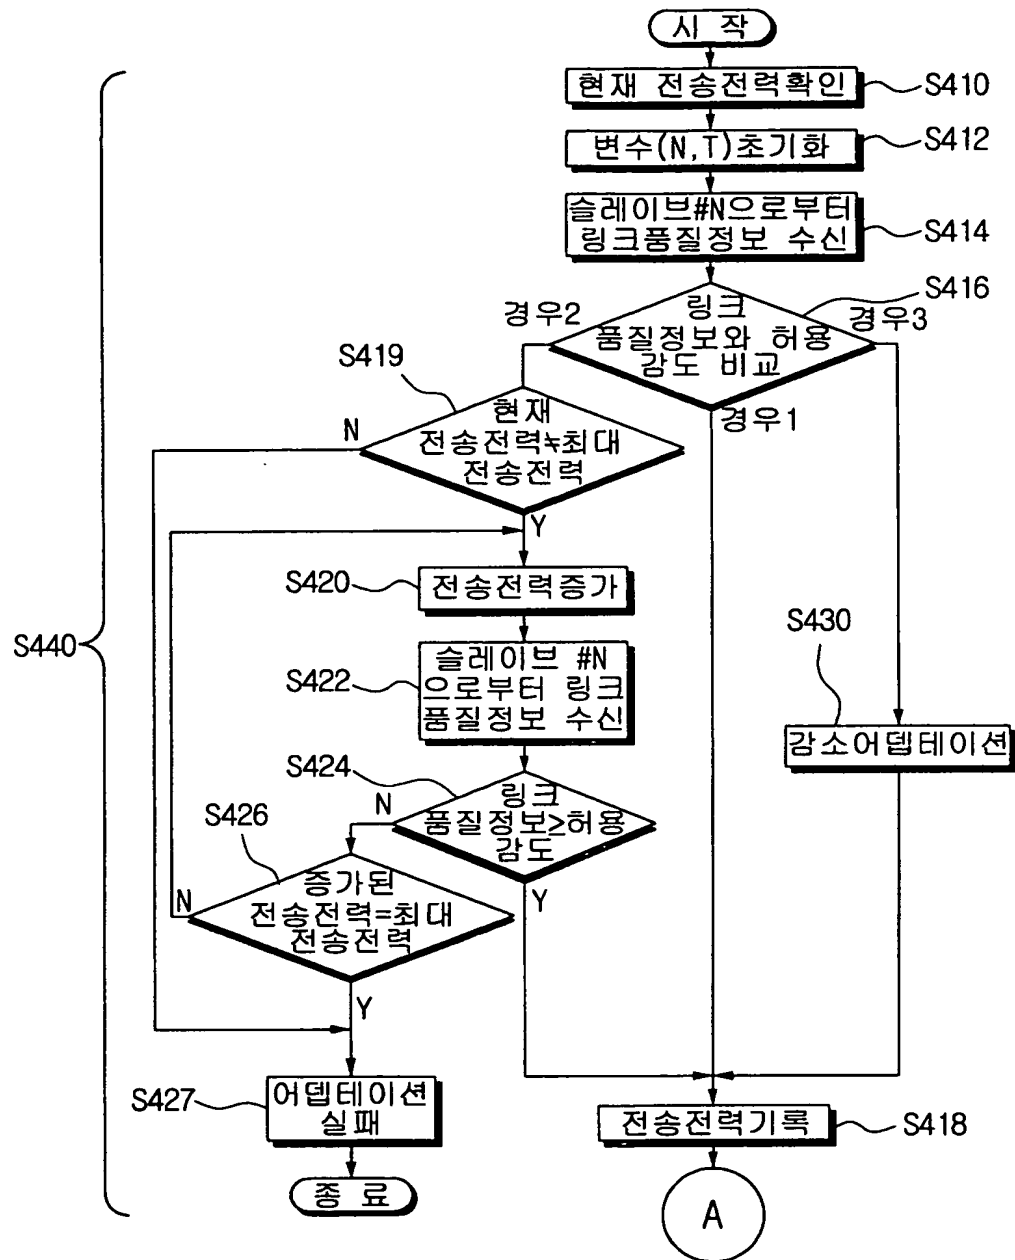 시 작
현재 전송전력확인
S410
변수(N,T)초기화
S412
슬레이브#N으로부터
링크품질정보 수신
S414
S416
링크
품질정보와 허용
감도 비교
경우2
경우3
경우1
S419
현재
전송전력≒최대
전송전력
N
Y
S420
전송전력증가
S422
슬레이브 #N
으로부터 링크
품질정보 수신
S424
링크
품질정보≥허용
감도
N
Y
S426
증가된
전송전력=최대
전송전력
N
Y
S430
감소어뎁테이션
S440
S427
어뎁테이션
실패
종 료
전송전력기록
S418
A